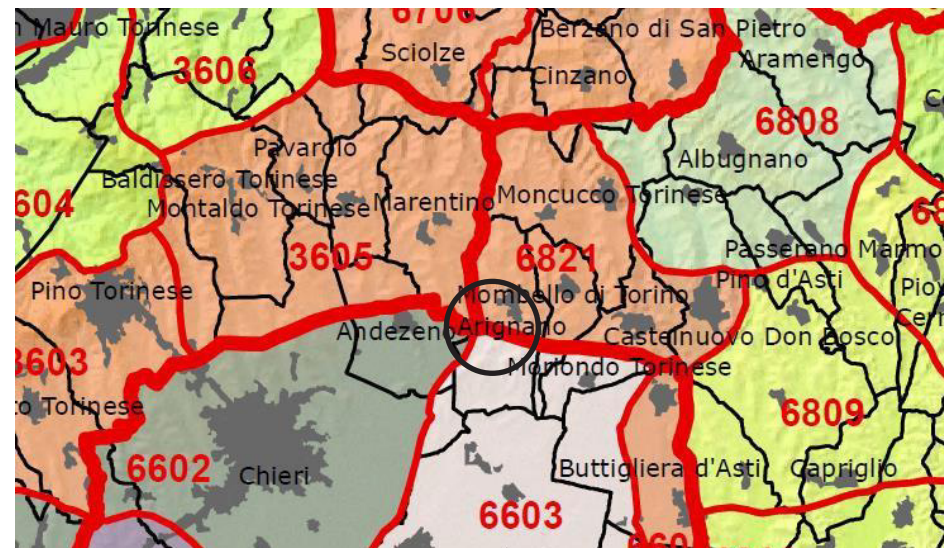 6706
Mauro Torinese
Berzano di San Pietro
Sciolze
Aramengo
3606
Cinzano
6808
Pavarolo
Albugnano
Baldissero Torinese
604
Montaldo Torinese
Marentino
Moncucco Torinese
Passerano Marmo
3605
6821
Pino d'Asti
Pino Torinese
Mombello di Torino
Andezeno
Arignano
Castelnuovo Don Bosco
3603
Moriondo Torinese
Torinese
6809
6602
Chieri
Buttigliera d'Asti
Capriglio
6603